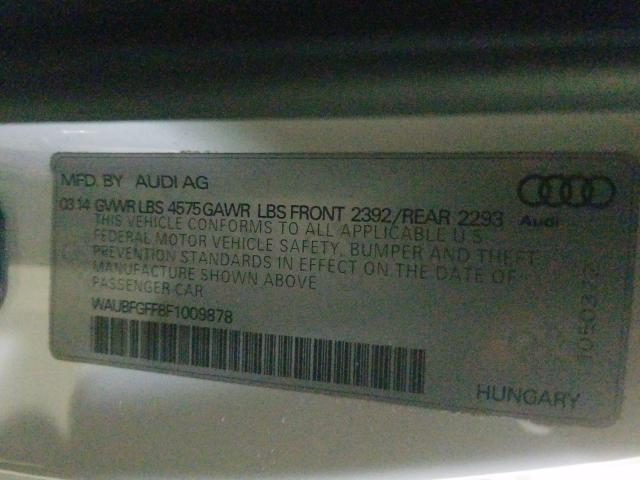 MFD. BY AUDI AG
03.14 GVWR LBS 4575 GAWR LBS FRONT 2392/REAR 2293
Audi
THIS VEHICLE CONFORMS TO ALL APPLICABLE U.S.
FEDERAL MOTOR VEHICLE SAFETY, BUMPER AND THEFT
PREVENTION STANDARDS IN EFFECT ON THE DATE OF
MANUFACTURE SHOWN ABOVE
PASSENGER CAR
WAUBFGFF8F1009878
1050372
HUNGARY